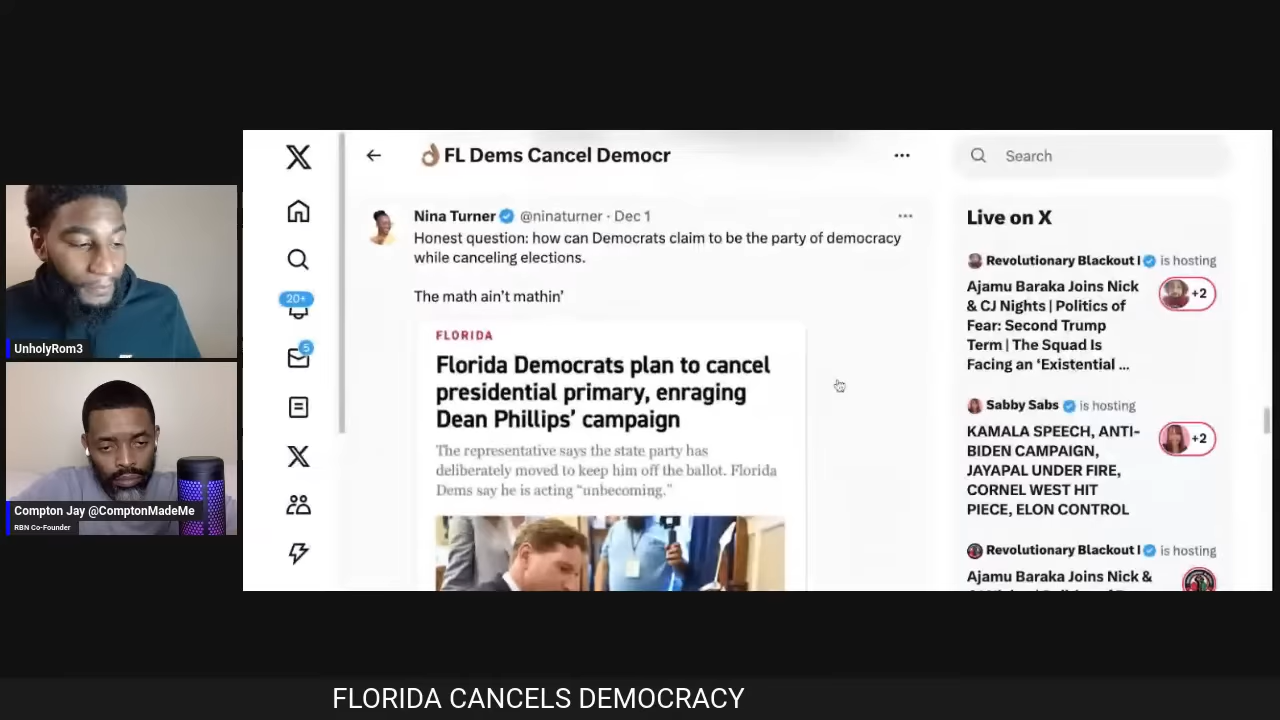 FL Dems Cancel Democr
Search
20+
5
Nina Turner @ninaturner · Dec 1
Honest question: how can Democrats claim to be the party of democracy
while canceling elections.
The math ain't mathin'
FLORIDA
Florida Democrats plan to cancel
presidential primary, enraging
Dean Phillips' campaign
The representative says the state party has
deliberately moved to keep him off the ballot. Florida
Dems say he is acting "unbecoming."
Live on X
Revolutionary Blackout is hosting
Ajamu Baraka Joins Nick
& CJ Nights | Politics of
Fear: Second Trump
Term | The Squad Is
Facing an ‘Existential ...
+2
Sabby Sabs is hosting
KAMALA SPEECH, ANTI-
BIDEN CAMPAIGN,
JAYAPAL UNDER FIRE,
CORNEL WEST HIT
PIECE, ELON CONTROL
+2
Revolutionary Blackout is hosting
Ajamu Baraka Joins Nick &
UnholyRom3
Compton Jay @ComptonMadeMe
RBN Co-Founder
FLORIDA CANCELS DEMOCRACY